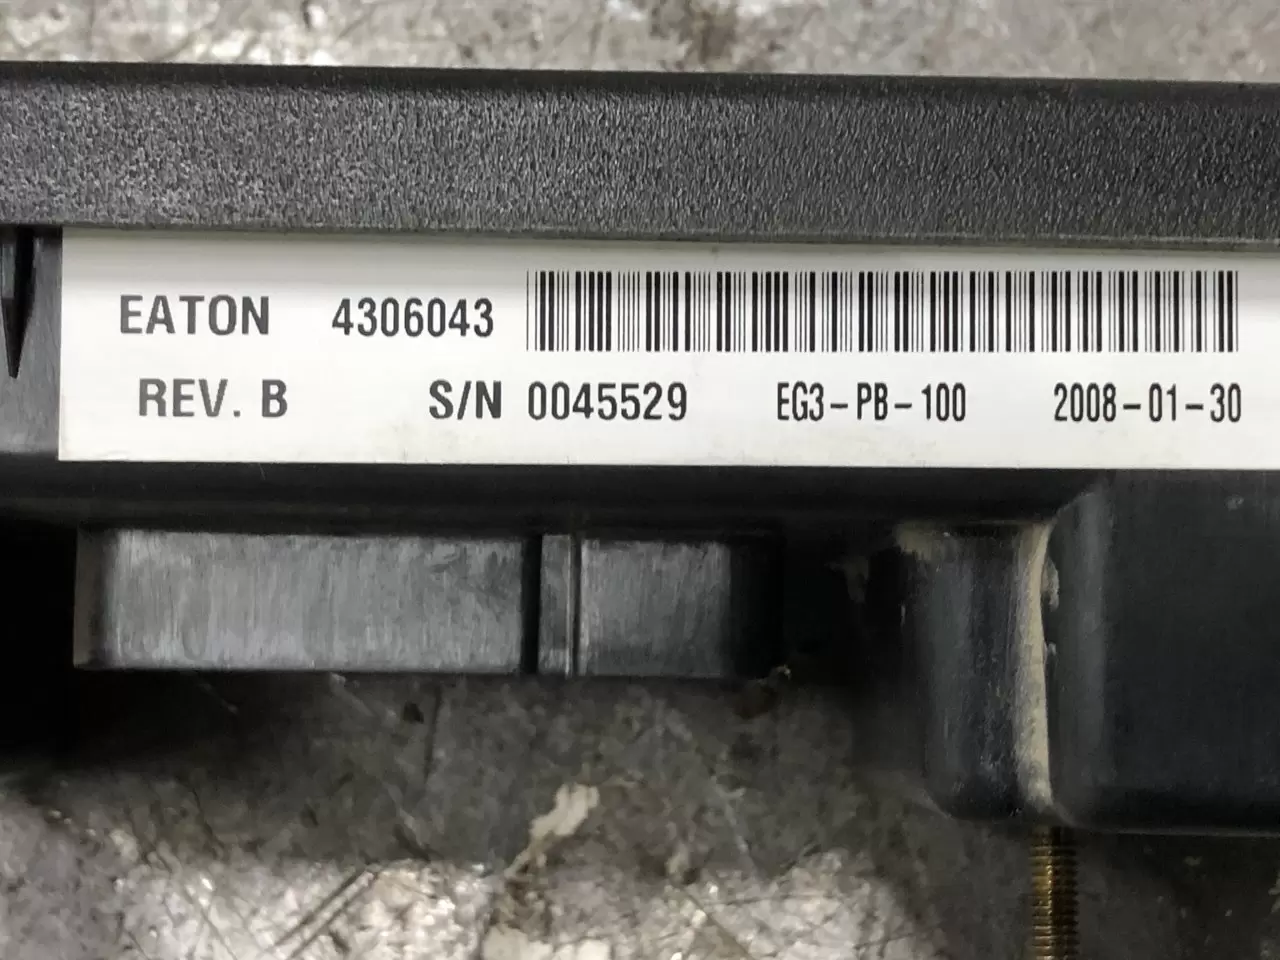 EATON 4306043
REV. B S/N 0045529 EG3-PB-100 2008-01-30